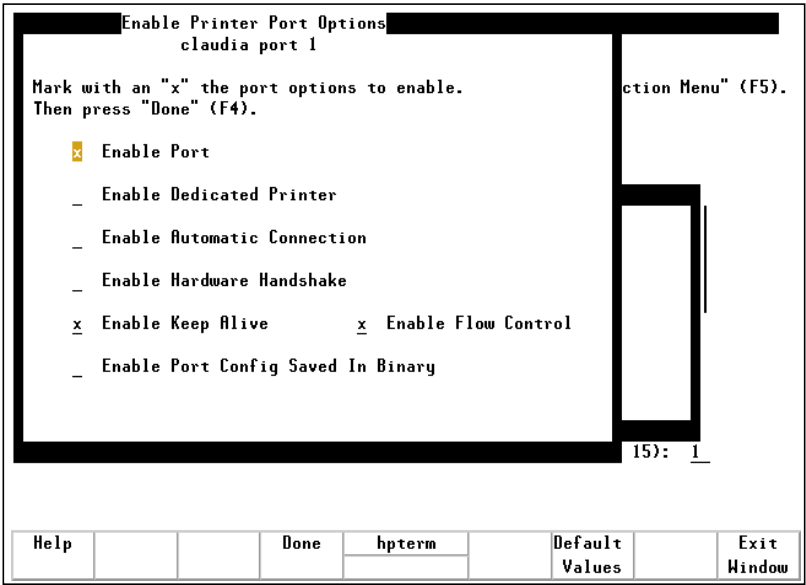 Enable Printer Port Options
claudia port 1
Mark with an "x" the port options to enable.
Then press "Done" (F4).
ction Menu" (F5).
x Enable Port
_ Enable Dedicated Printer
_ Enable Automatic Connection
_ Enable Hardware Handshake
x Enable Keep Alive x Enable Flow Control
_ Enable Port Config Saved In Binary
15): 1
Help Done hpterm Default Values Exit Window